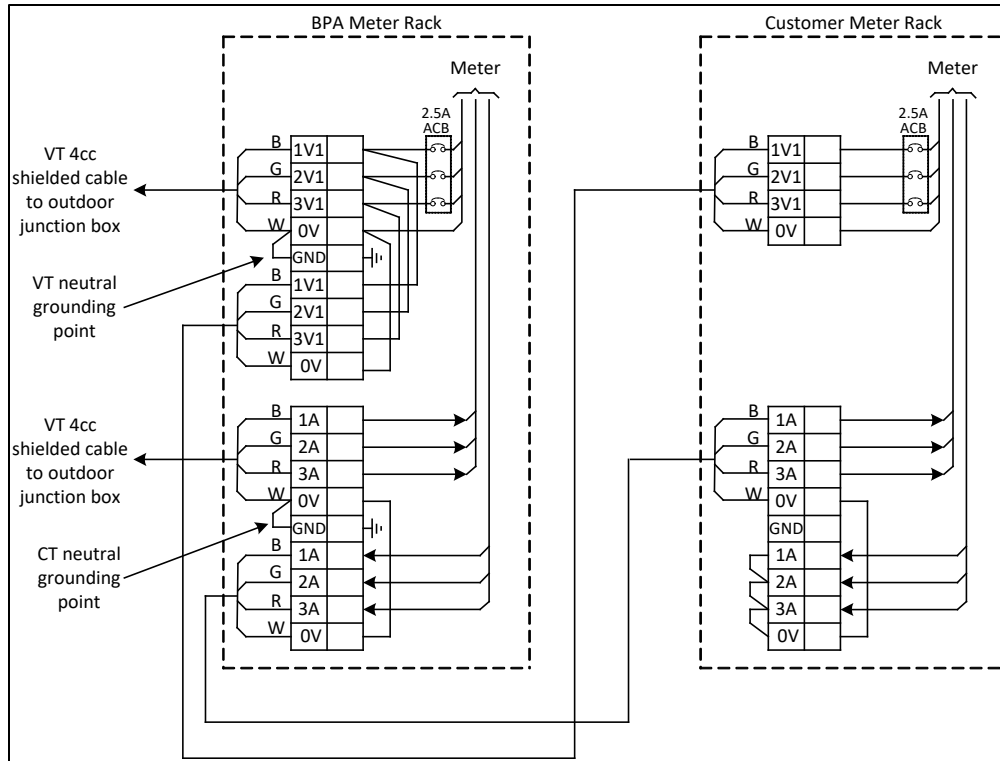 BPA Meter Rack
Customer Meter Rack
Meter
2.5A
ACB
VT 4cc
shielded cable
to outdoor
junction box
B
G
R
W
1V1
2V1
3V1
0V
GND
VT neutral
grounding
point
B
G
R
W
1V1
2V1
3V1
0V
VT 4cc
shielded cable
to outdoor
junction box
B
G
R
W
1A
2A
3A
0V
GND
CT neutral
grounding
point
B
G
R
W
1A
2A
3A
0V
Meter
2.5A
ACB
B
G
R
W
1V1
2V1
3V1
0V
B
G
R
W
1A
2A
3A
0V
GND
1A
2A
3A
0V